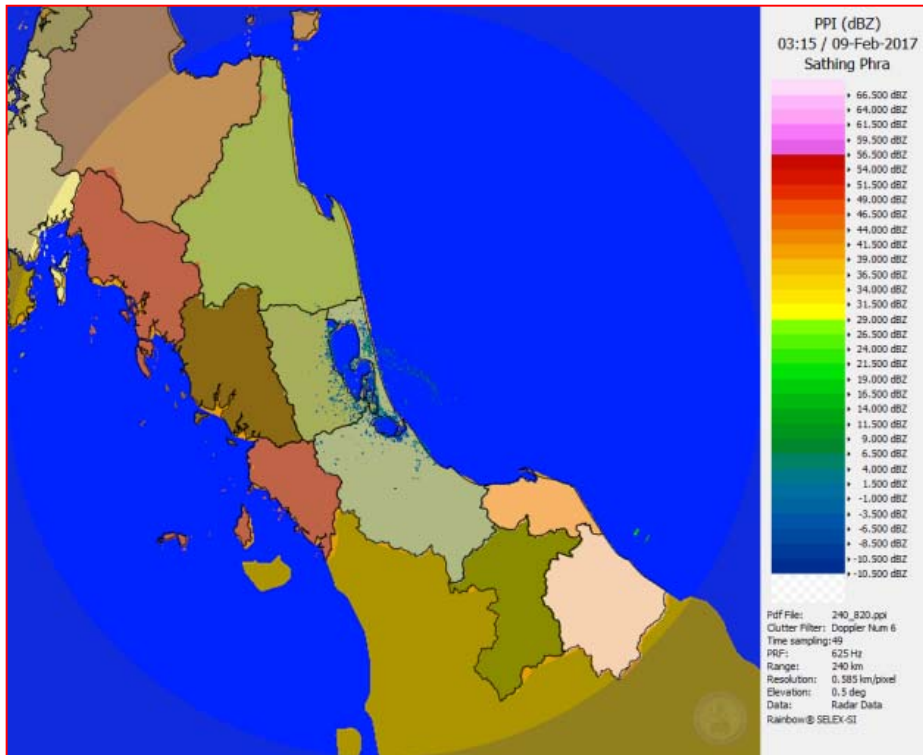 PPI (dBZ)
03:15 / 09-Feb-2017
Sathing Phra
66.500 dBZ
64.000 dBZ
61.500 dBZ
59.500 dBZ
56.500 dBZ
54.000 dBZ
51.500 dBZ
49.000 dBZ
46.500 dBZ
44.000 dBZ
41.500 dBZ
39.000 dBZ
36.500 dBZ
34.000 dBZ
31.500 dBZ
29.000 dBZ
26.500 dBZ
24.000 dBZ
21.500 dBZ
19.000 dBZ
16.500 dBZ
14.000 dBZ
11.500 dBZ
9.000 dBZ
6.500 dBZ
4.000 dBZ
1.500 dBZ
-1.000 dBZ
-3.500 dBZ
-6.500 dBZ
-8.500 dBZ
-10.500 dBZ
-10.500 dBZ
Pdf File: 240_820.ppi
Clutter Filter: Doppler Num 6
Time sampling:49
PRF: 625 Hz
Range: 240 km
Resolution: 0.585 km/pixel
Elevation: 0.5 deg
Data: Radar Data
Rainbow® SELEX-SI